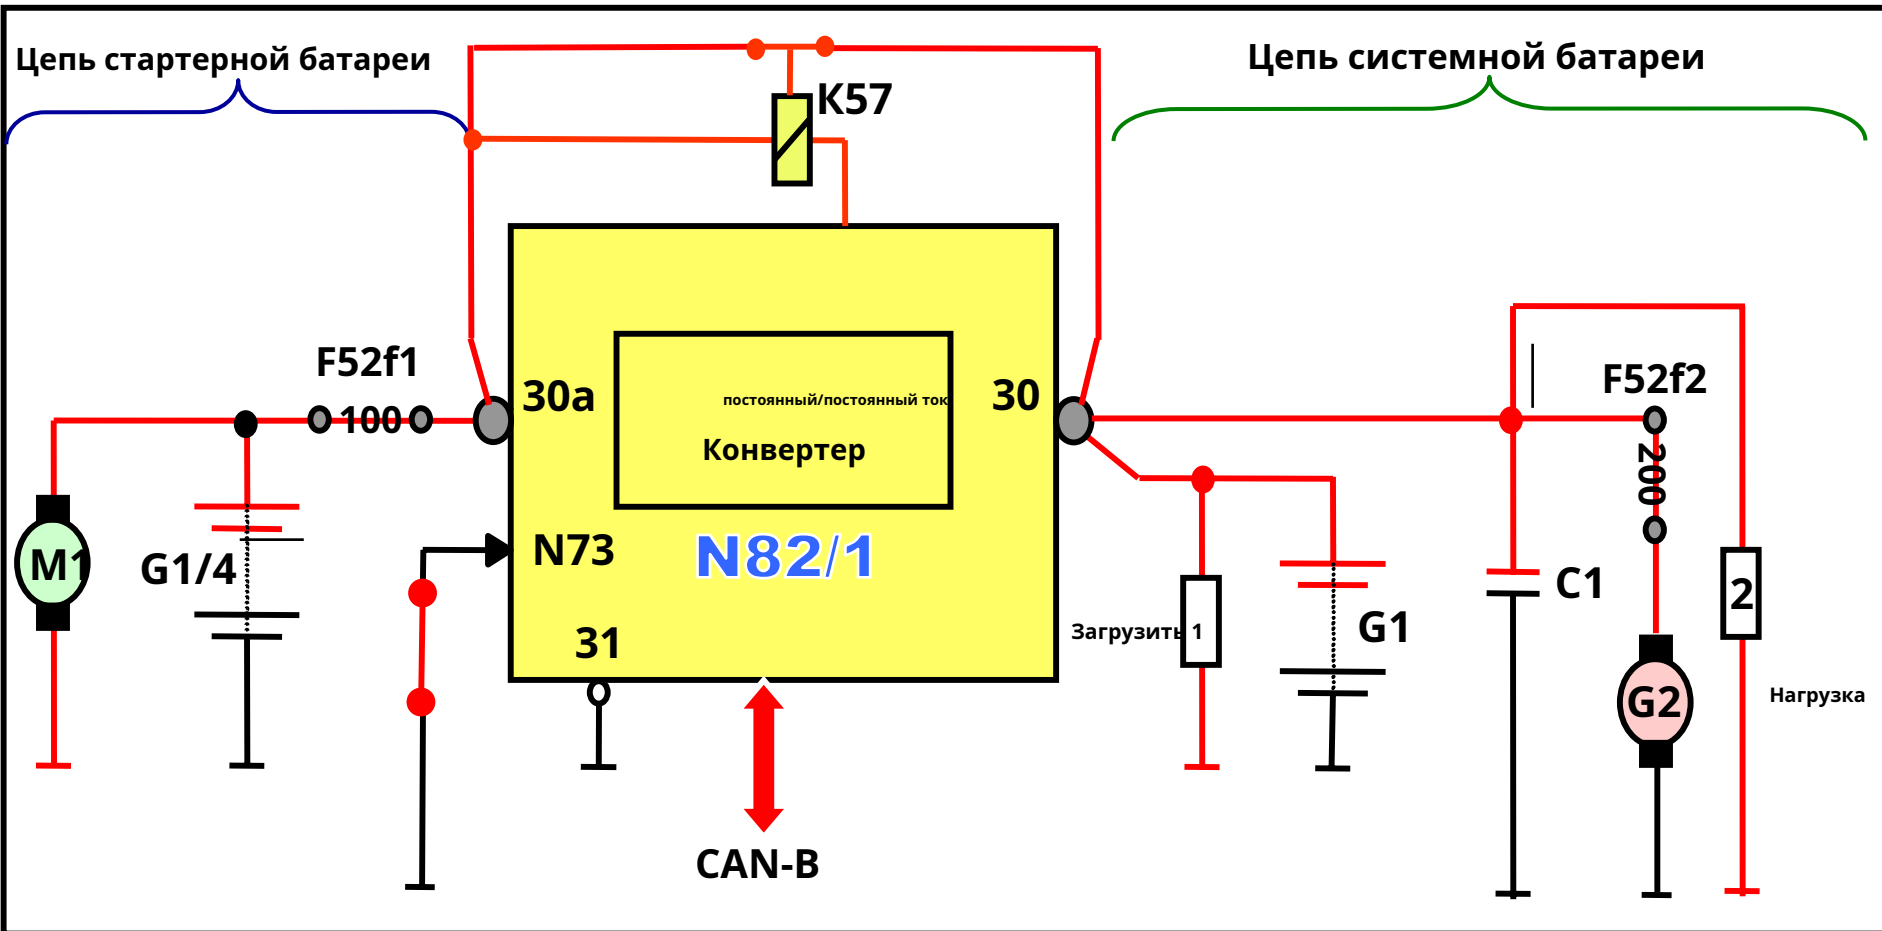 Цепь стартерной батареи
Цепь системной батареи
K57
F52f1
100
30a
30
постоянный/постоянный ток
Конвертер
F52f2
200
M1
G1/4
N73
N82/1
31
Загрузить 1
G1
C1
2
G2
Нагрузка
CAN-B